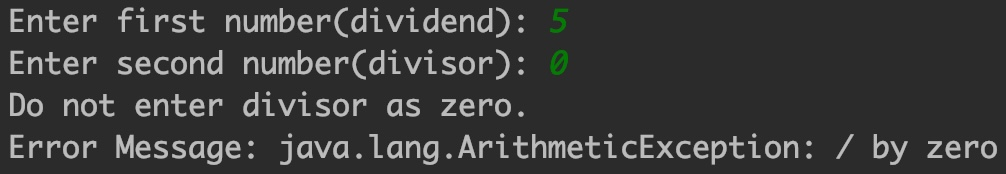 Enter first number(dividend): 5
Enter second number(divisor): 0
Do not enter divisor as zero.
Error Message: java.lang.ArithmeticException: / by zero